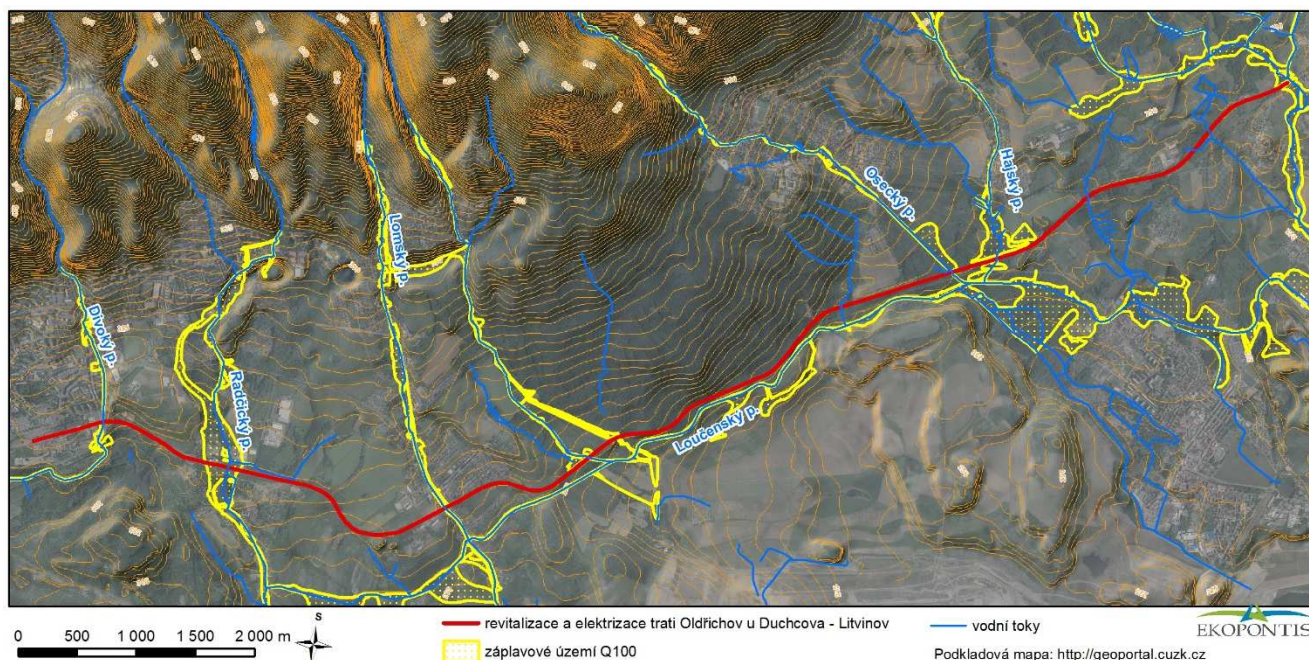 Hajský p.
Osecký p.
Lomský p.
Divoký p.
Radčický p.
Loučenský p.
S
0 500 1 000 1 500 2 000 m
revitalizace a elektrizace trati Oldřichov u Duchcova - Litvínov
vodní toky
záplavové území Q100
EKOPONTIS
Podkladová mapa: http://geoportal.cuzk.cz